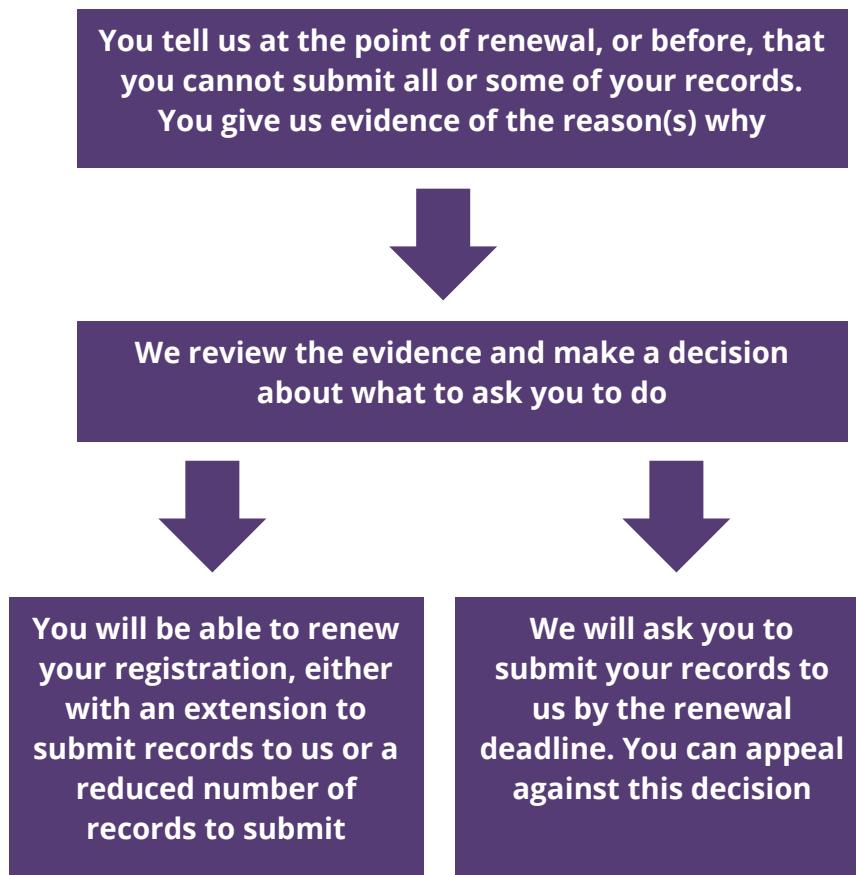 You tell us at the point of renewal, or before, that
you cannot submit all or some of your records.
You give us evidence of the reason(s) why
We review the evidence and make a decision
about what to ask you to do
You will be able to renew
your registration, either
with an extension to
submit records to us or a
reduced number of
records to submit
We will ask you to
submit your records to
us by the renewal
deadline. You can appeal
against this decision